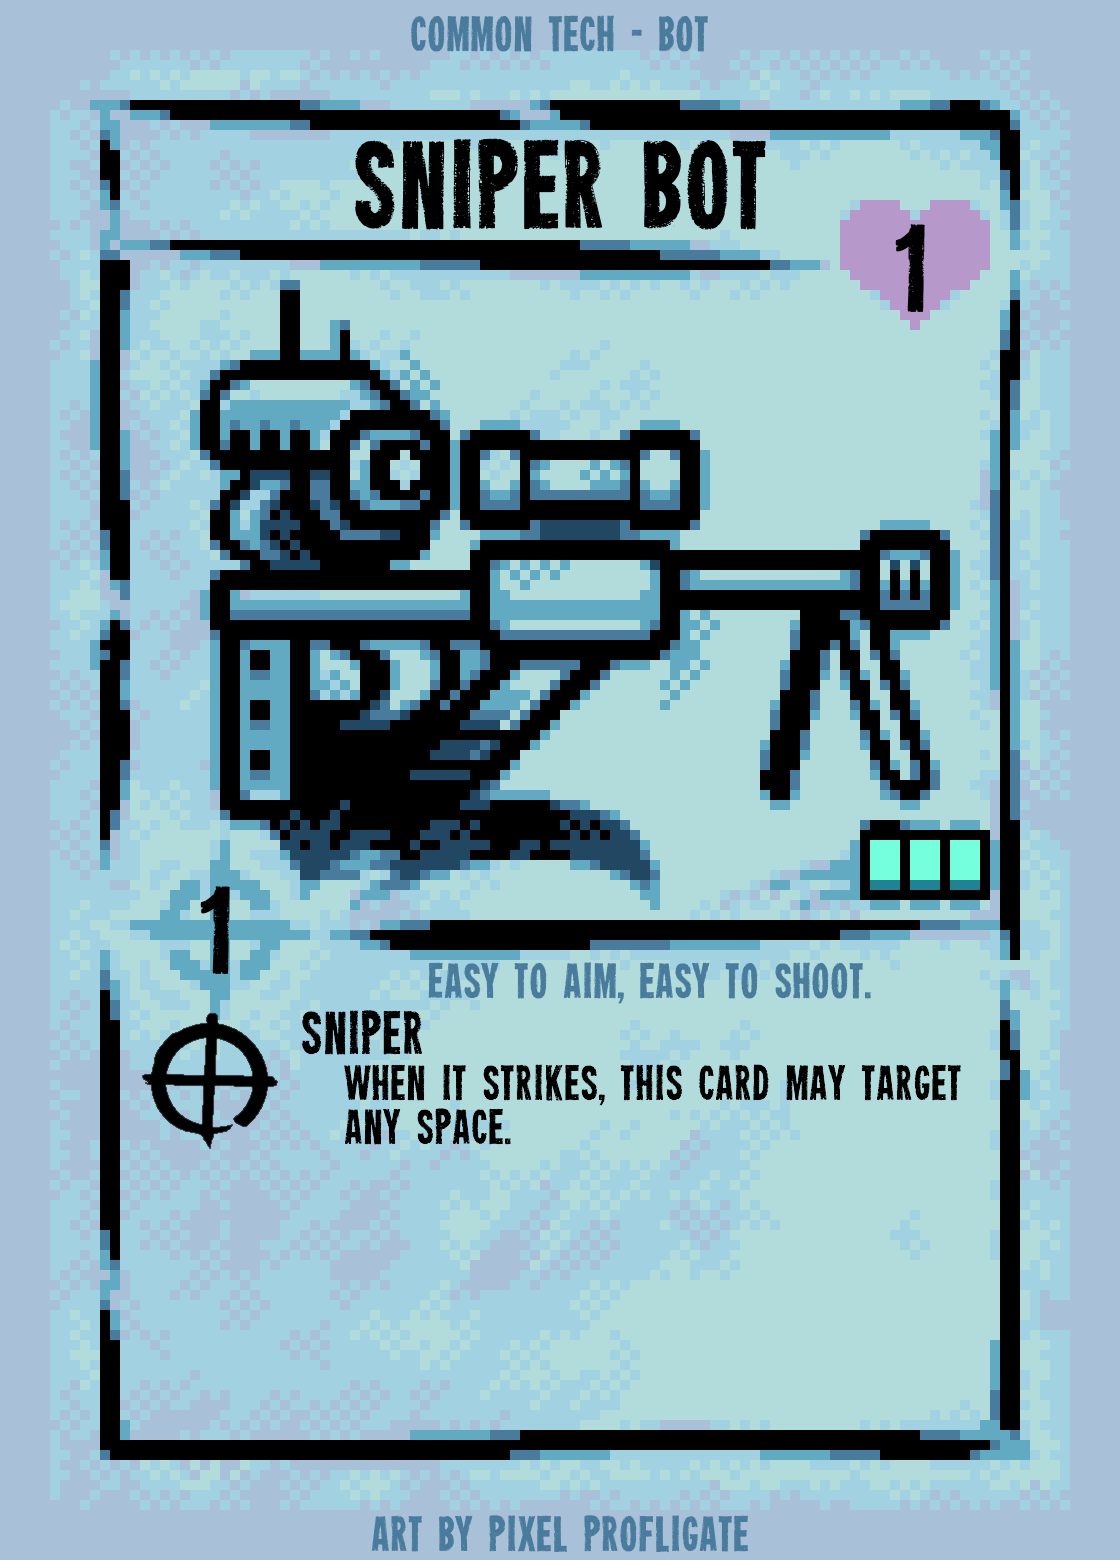 COMMON TECH - BOT
SNIPER BOT
1
1
EASY TO AIM, EASY TO SHOOT.
SNIPER
WHEN IT STRIKES, THIS CARD MAY TARGET
ANY SPACE.
ART BY PIXEL PROFLIGATE